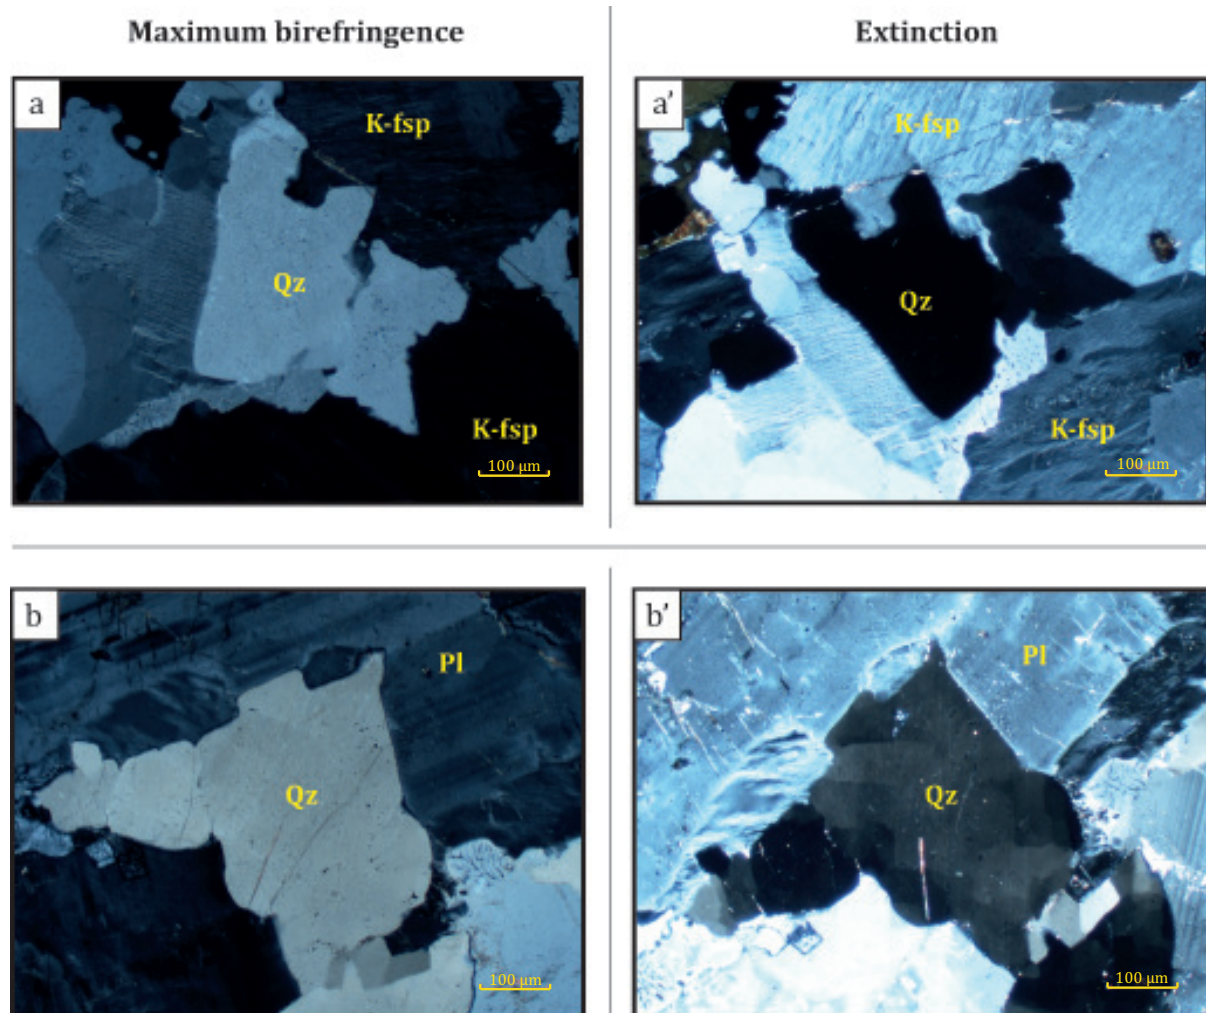 Maximum birefringence
Extinction
a
K-fsp
Qz
K-fsp
100 µm
a′
K-fsp
Qz
K-fsp
100 µm
b
Pl
Qz
100 µm
b′
Pl
Qz
100 µm